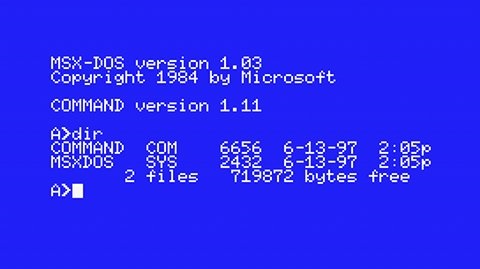 MSX-DOS version 1.03
Copyright 1984 by Microsoft
COMMAND version 1.11
A>dir
COMMAND  COM    6656  6-13-97  2:05p
MSXDOS   SYS    2432  6-13-97  2:05p
       2 files   719872 bytes free
A>